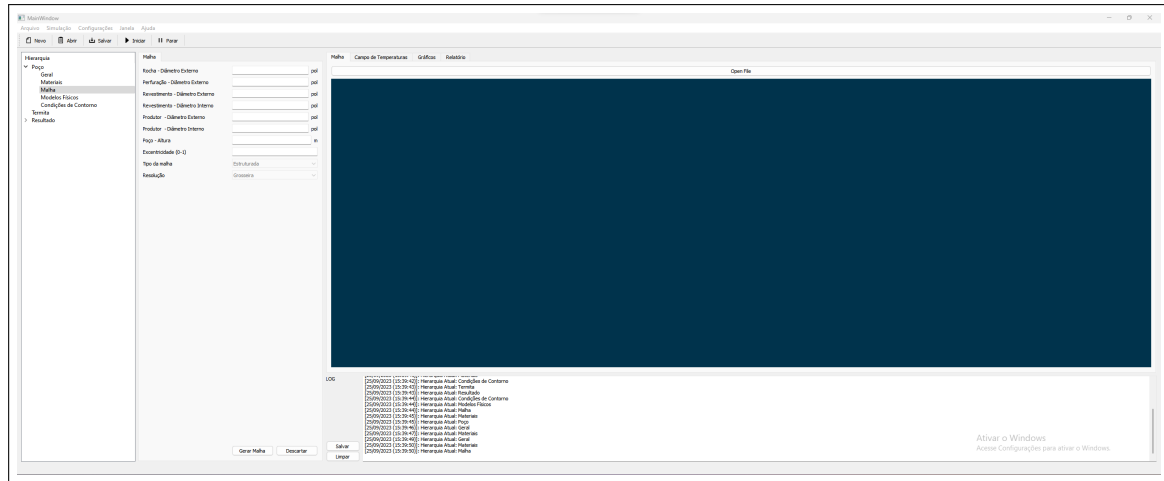 MainWindow
Arquivo Simulação Configurações Janela Ajuda
Novo Abrir Salvar Iniciar Parar
Hierarquia
Poço
Geral
Materiais
Malha
Modelos Físicos
Condições de Contorno
Termita
Resultado
Malha
Rocha - Diâmetro Externo pol
Perfuração - Diâmetro Externo pol
Revestimento - Diâmetro Externo pol
Revestimento - Diâmetro Interno pol
Produtor - Diâmetro Externo pol
Produtor - Diâmetro Interno pol
Poço - Altura m
Excentricidade (0-1)
Tipo da malha Estruturada
Resolução Grosseira
Gerar Malha Descartar
Malha Campo de Temperaturas Gráficos Relatório
Open File
LOG
[25/09/2023 (15:39:42)]: Hierarquia Atual: Condições de Contorno
[25/09/2023 (15:39:43)]: Hierarquia Atual: Termita
[25/09/2023 (15:39:43)]: Hierarquia Atual: Resultado
[25/09/2023 (15:39:44)]: Hierarquia Atual: Condições de Contorno
[25/09/2023 (15:39:44)]: Hierarquia Atual: Modelos Físicos
[25/09/2023 (15:39:44)]: Hierarquia Atual: Malha
[25/09/2023 (15:39:45)]: Hierarquia Atual: Materiais
[25/09/2023 (15:39:45)]: Hierarquia Atual: Poço
[25/09/2023 (15:39:46)]: Hierarquia Atual: Geral
[25/09/2023 (15:39:47)]: Hierarquia Atual: Materiais
[25/09/2023 (15:39:49)]: Hierarquia Atual: Geral
[25/09/2023 (15:39:50)]: Hierarquia Atual: Materiais
[25/09/2023 (15:39:50)]: Hierarquia Atual: Malha
Salvar
Limpar
Ativar o Windows
Acesse Configurações para ativar o Windows.